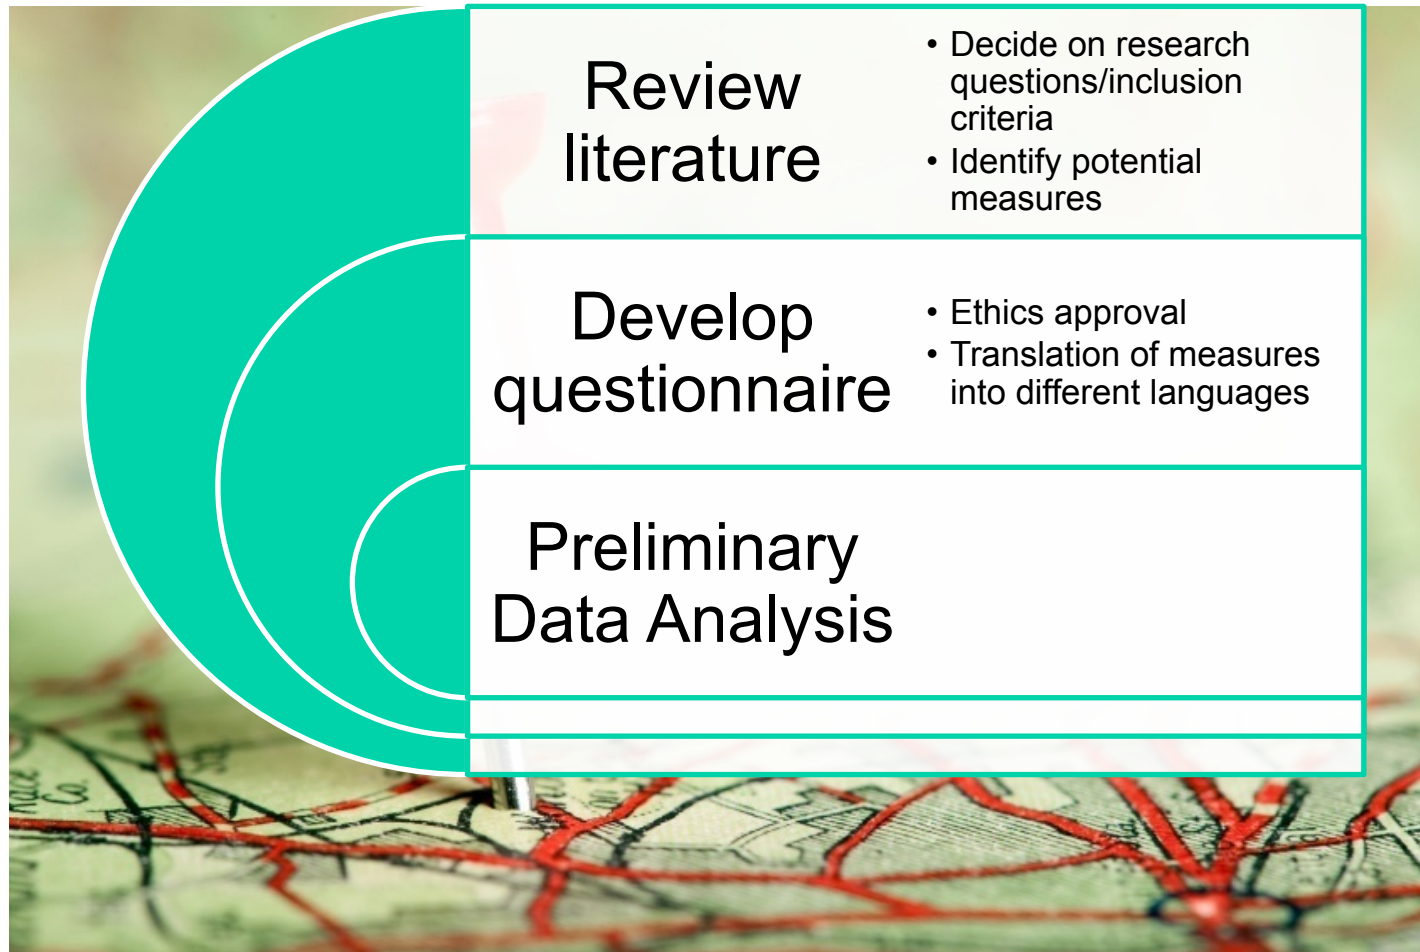 Review
literature
• Decide on research
questions/inclusion
criteria
• Identify potential
measures
Develop
questionnaire
• Ethics approval
• Translation of measures
into different languages
Preliminary
Data Analysis
Co.